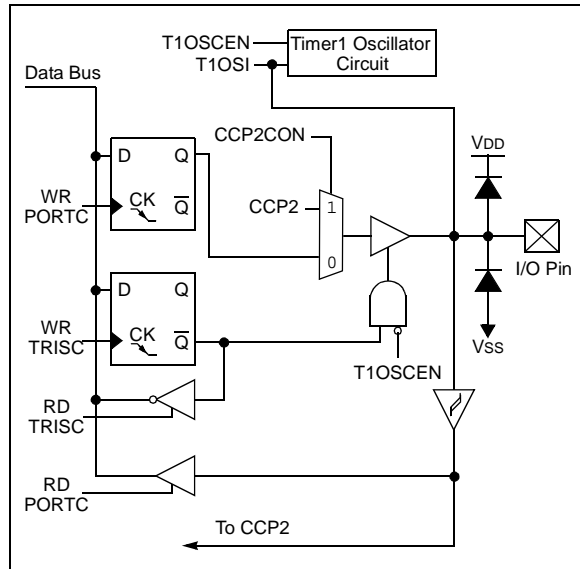 T1OSCEN
Timer1 Oscillator
Circuit
T1OSI
Data Bus
CCP2CON
VDD
D Q
WR
PORTC
CK
Q
CCP2
1
0
I/O Pin
D Q
WR
TRISC
CK
Q
VSS
T1OSCEN
RD
TRISC
RD
PORTC
To CCP2